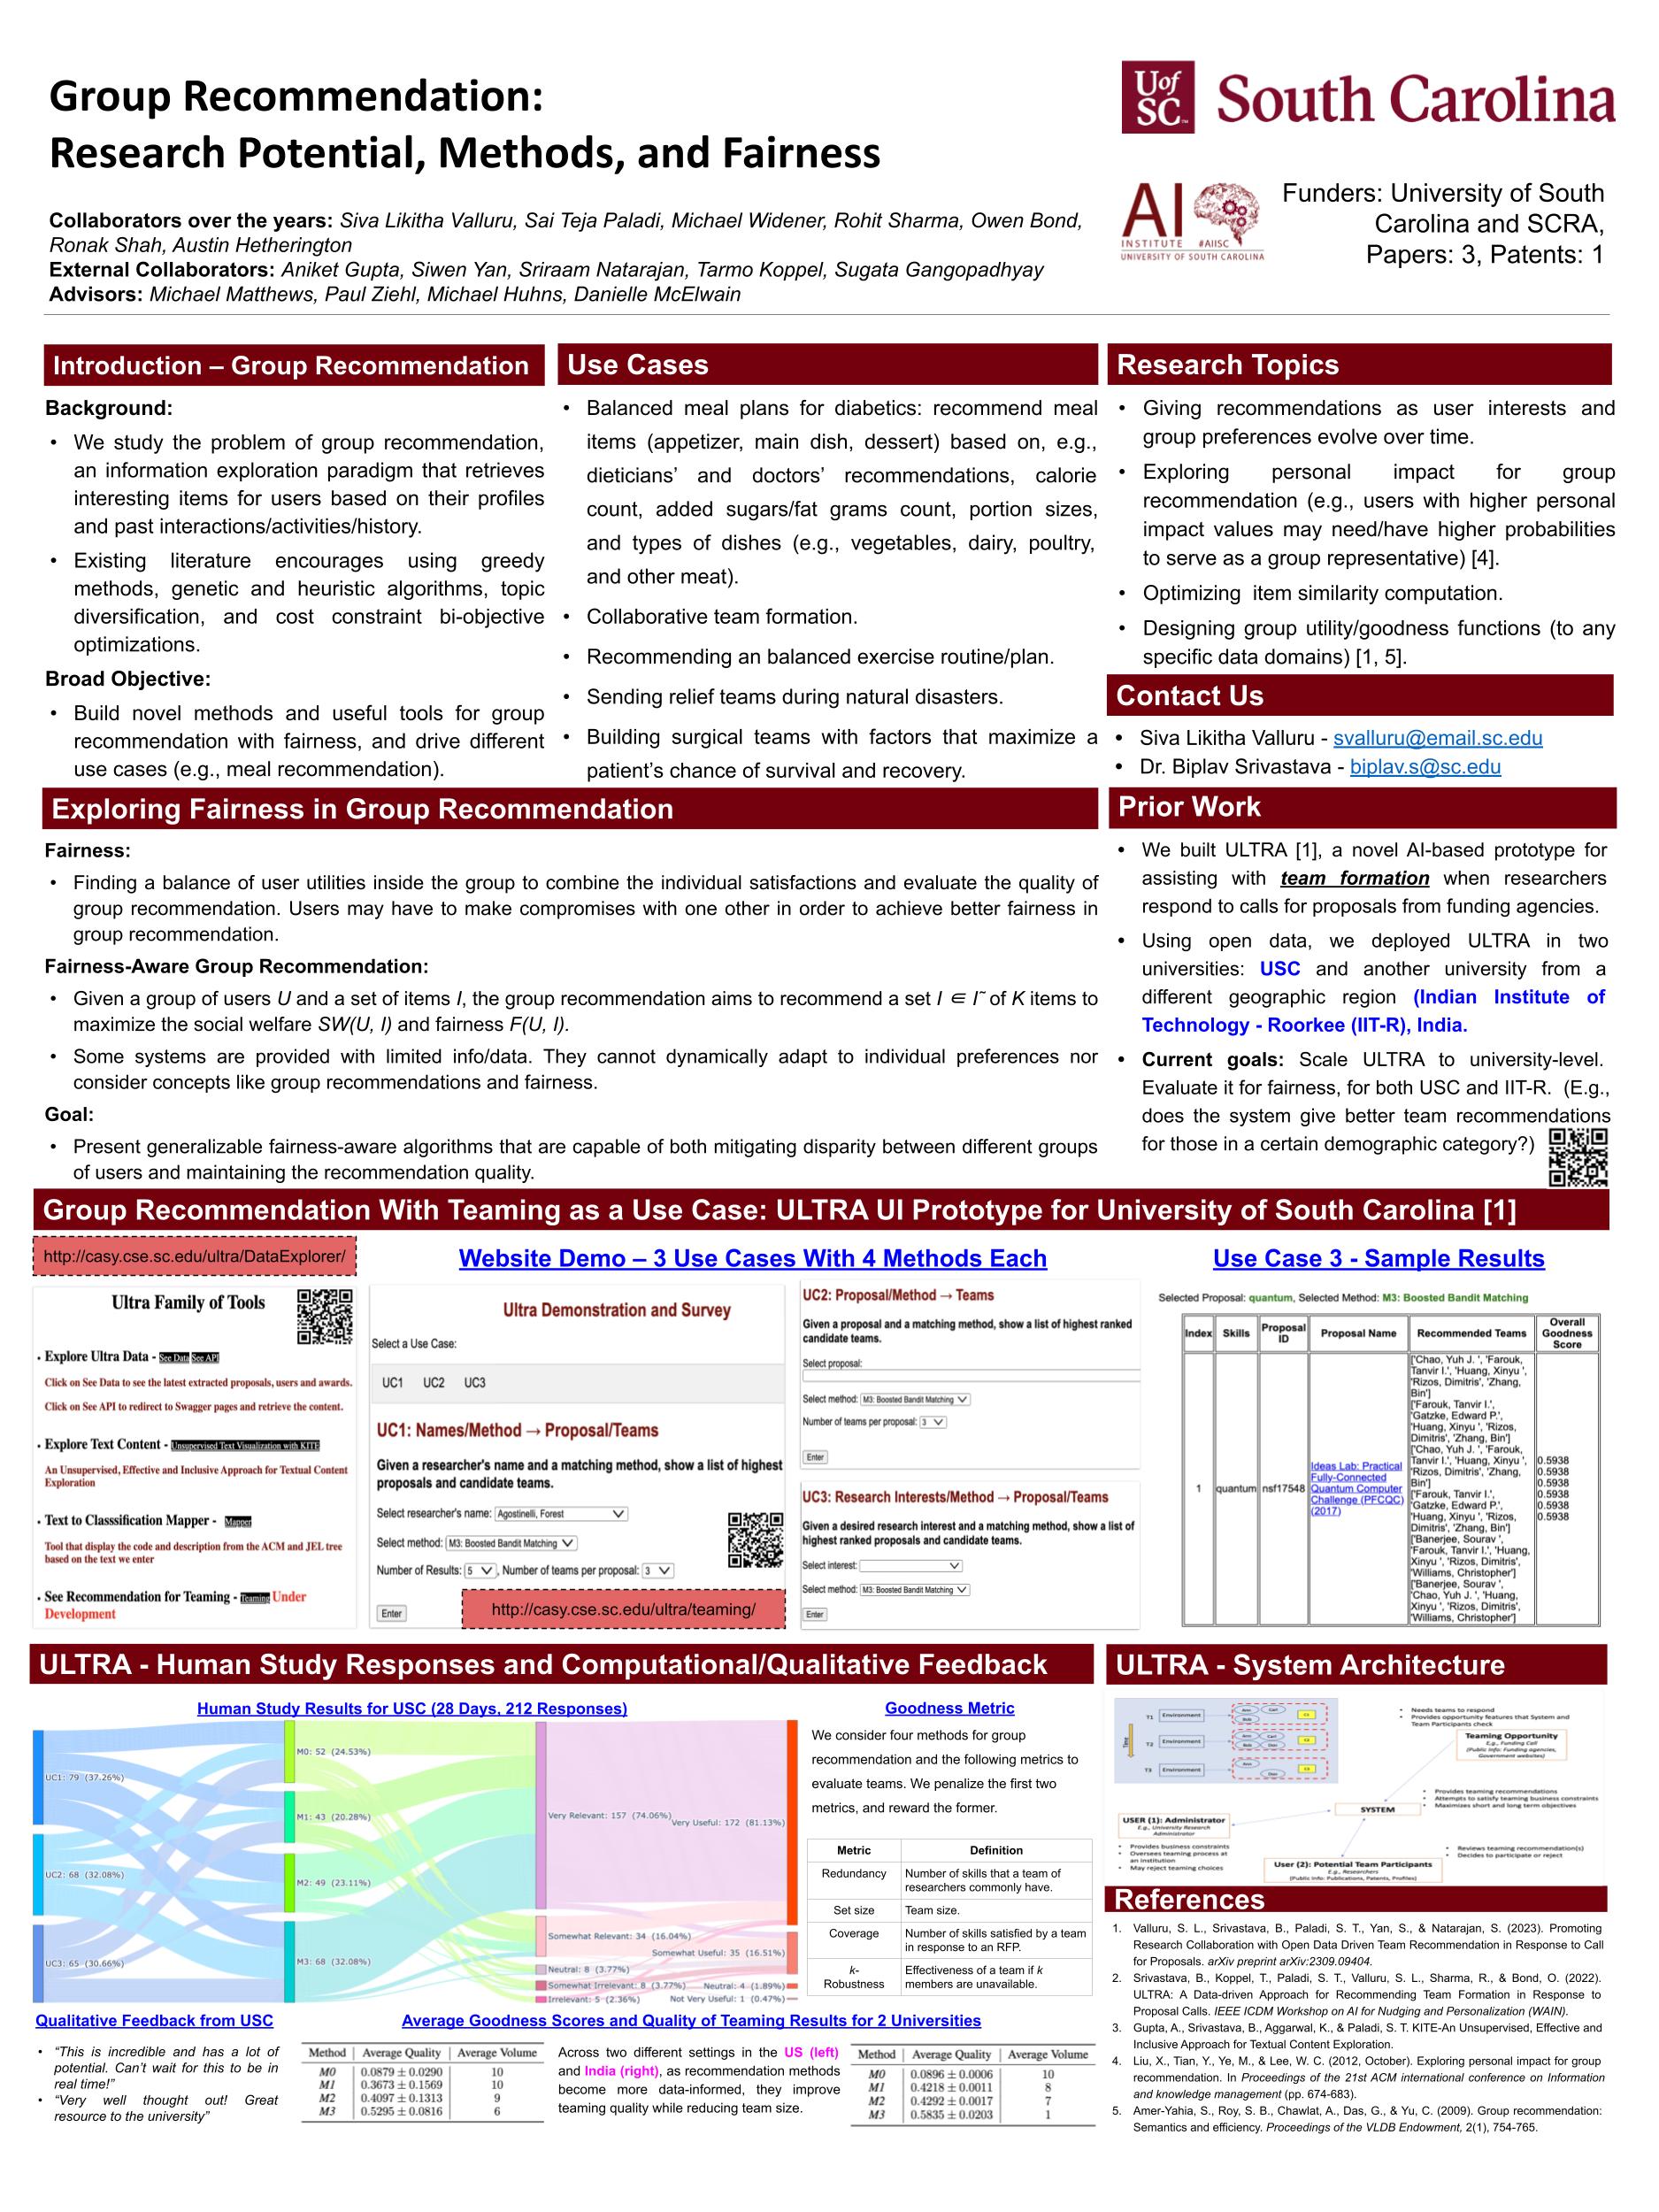 Group Recommendation:
Research Potential, Methods, and Fairness
Collaborators over the years: Siva Likitha Valluru, Sai Teja Paladi, Michael Widener, Rohit Sharma, Owen Bond,
Ronak Shah, Austin Hetherington
External Collaborators: Aniket Gupta, Siwen Yan, Sriraam Natarajan, Tarmo Koppel, Sugata Gangopadhyay
Advisors: Michael Matthews, Paul Ziehl, Michael Huhns, Danielle McElwain
U of SC
South Carolina
AI
INSTITUTE #AIISC
UNIVERSITY OF SOUTH CAROLINA
Funders: University of South
Carolina and SCRA,
Papers: 3, Patents: 1
Introduction – Group Recommendation
Background:
• We study the problem of group recommendation,
an information exploration paradigm that retrieves
interesting items for users based on their profiles
and past interactions/activities/history.
• Existing literature encourages using greedy
methods, genetic and heuristic algorithms, topic
diversification, and cost constraint bi-objective
optimizations.
Broad Objective:
• Build novel methods and useful tools for group
recommendation with fairness, and drive different
use cases (e.g., meal recommendation).
Use Cases
• Balanced meal plans for diabetics: recommend meal
items (appetizer, main dish, dessert) based on, e.g.,
dieticians' and doctors' recommendations, calorie
count, added sugars/fat grams count, portion sizes,
and types of dishes (e.g., vegetables, dairy, poultry,
and other meat).
• Collaborative team formation.
• Recommending an balanced exercise routine/plan.
• Sending relief teams during natural disasters.
• Building surgical teams with factors that maximize a
patient's chance of survival and recovery.
Research Topics
• Giving recommendations as user interests and
group preferences evolve over time.
• Exploring personal impact for group
recommendation (e.g., users with higher personal
impact values may need/have higher probabilities
to serve as a group representative) [4].
• Optimizing item similarity computation.
• Designing group utility/goodness functions (to any
specific data domains) [1, 5].
Contact Us
• Siva Likitha Valluru - svalluru@email.sc.edu
• Dr. Biplav Srivastava - biplav.s@sc.edu
Exploring Fairness in Group Recommendation
Fairness:
• Finding a balance of user utilities inside the group to combine the individual satisfactions and evaluate the quality of
group recommendation. Users may have to make compromises with one other in order to achieve better fairness in
group recommendation.
Fairness-Aware Group Recommendation:
• Given a group of users U and a set of items I, the group recommendation aims to recommend a set I ∈ I˜ of K items to
maximize the social welfare SW(U, I) and fairness F(U, I).
• Some systems are provided with limited info/data. They cannot dynamically adapt to individual preferences nor
consider concepts like group recommendations and fairness.
Goal:
• Present generalizable fairness-aware algorithms that are capable of both mitigating disparity between different groups
of users and maintaining the recommendation quality.
Prior Work
• We built ULTRA [1], a novel AI-based prototype for
assisting with team formation when researchers
respond to calls for proposals from funding agencies.
• Using open data, we deployed ULTRA in two
universities: USC and another university from a
different geographic region (Indian Institute of
Technology - Roorkee (IIT-R), India.
• Current goals: Scale ULTRA to university-level.
Evaluate it for fairness, for both USC and IIT-R. (E.g.,
does the system give better team recommendations
for those in a certain demographic category?)
Group Recommendation With Teaming as a Use Case: ULTRA UI Prototype for University of South Carolina [1]
http://casy.cse.sc.edu/ultra/DataExplorer/
Ultra Family of Tools
• Explore Ultra Data - See Data See API
Click on See Data to see the latest extracted proposals, users and awards.
Click on See API to redirect to Swagger pages and retrieve the content.
• Explore Text Content - Unsupervised Text Visualization with KITE
An Unsupervised, Effective and Inclusive Approach for Textual Content
Exploration
• Text to Classsification Mapper - Mapper
Tool that display the code and description from the ACM and JEL tree
based on the text we enter
• See Recommendation for Teaming - Teaming Under
Development
Website Demo – 3 Use Cases With 4 Methods Each
Ultra Demonstration and Survey
Select a Use Case:
UC1 UC2 UC3
UC1: Names/Method → Proposal/Teams
Given a researcher's name and a matching method, show a list of highest
proposals and candidate teams.
Select researcher's name: Agostinelli, Forest
Select method: M3: Boosted Bandit Matching
Number of Results: 5 , Number of teams per proposal: 3
Enter
http://casy.cse.sc.edu/ultra/teaming/
UC2: Proposal/Method → Teams
Given a proposal and a matching method, show a list of highest ranked
candidate teams.
Select proposal:
Select method: M3: Boosted Bandit Matching
Number of teams per proposal: 3
Enter
UC3: Research Interests/Method → Proposal/Teams
Given a desired research interest and a matching method, show a list of
highest ranked proposals and candidate teams.
Select interest:
Select method: M3: Boosted Bandit Matching
Enter
Use Case 3 - Sample Results
Selected Proposal: quantum, Selected Method: M3: Boosted Bandit Matching
Index Skills Proposal ID Proposal Name Recommended Teams Overall Goodness Score
1 quantum nsf17548
Ideas Lab: Practical
Fully-Connected
Quantum Computer
Challenge (PFCQC)
(2017)
['Chao, Yuh J. ', 'Farouk,
Tanvir I.', 'Huang, Xinyu ',
'Rizos, Dimitris', 'Zhang,
Bin']
['Farouk, Tanvir I.',
'Gatzke, Edward P.',
'Huang, Xinyu ', 'Rizos,
Dimitris', 'Zhang, Bin']
['Chao, Yuh J. ', 'Farouk,
Tanvir I.', 'Huang, Xinyu ',
'Rizos, Dimitris', 'Zhang,
Bin']
['Farouk, Tanvir I.',
'Gatzke, Edward P.',
'Huang, Xinyu ', 'Rizos,
Dimitris', 'Zhang, Bin']
['Banerjee, Sourav ',
'Farouk, Tanvir I.', 'Huang,
Xinyu ', 'Rizos, Dimitris',
'Williams, Christopher']
['Banerjee, Sourav ',
'Chao, Yuh J. ', 'Huang,
Xinyu ', 'Rizos, Dimitris',
'Williams, Christopher']
0.5938
0.5938
0.5938
0.5938
0.5938
0.5938
ULTRA - Human Study Responses and Computational/Qualitative Feedback
Human Study Results for USC (28 Days, 212 Responses)
UC1: 79 (37.26%)
UC2: 68 (32.08%)
UC3: 65 (30.66%)
M0: 52 (24.53%)
M1: 43 (20.28%)
M2: 49 (23.11%)
M3: 68 (32.08%)
Very Relevant: 157 (74.06%)
Somewhat Relevant: 34 (16.04%)
Neutral: 8 (3.77%)
Somewhat Irrelevant: 8 (3.77%)
Irrelevant: 5 (2.36%)
Very Useful: 172 (81.13%)
Somewhat Useful: 35 (16.51%)
Neutral: 4 (1.89%)
Not Very Useful: 1 (0.47%)
Goodness Metric
We consider four methods for group
recommendation and the following metrics to
evaluate teams. We penalize the first two
metrics, and reward the former.
Metric Definition
Redundancy Number of skills that a team of
researchers commonly have.
Set size Team size.
Coverage Number of skills satisfied by a team
in response to an RFP.
k-Robustness Effectiveness of a team if k
members are unavailable.
Qualitative Feedback from USC
• "This is incredible and has a lot of
potential. Can't wait for this to be in
real time!"
• "Very well thought out! Great
resource to the university"
Average Goodness Scores and Quality of Teaming Results for 2 Universities
Method Average Quality Average Volume
M0 0.0879 ± 0.0290 10
M1 0.3673 ± 0.1569 10
M2 0.4097 ± 0.1313 9
M3 0.5295 ± 0.0816 6
Across two different settings in the US (left)
and India (right), as recommendation methods
become more data-informed, they improve
teaming quality while reducing team size.
Method Average Quality Average Volume
M0 0.0896 ± 0.0006 10
M1 0.4218 ± 0.0011 8
M2 0.4292 ± 0.0017 7
M3 0.5835 ± 0.0203 1
ULTRA - System Architecture
Time
T1 Environment
T2 Environment
T3 Environment
• Needs teams to respond
• Provides opportunity features that System and
Team Participants check
Teaming Opportunity
E.g., Funding Call
(Public Info: Funding agencies,
Government websites)
• Provides teaming recommendations
• Attempts to satisfy teaming business constraints
• Maximizes short and long term objectives
SYSTEM
USER (1): Administrator
E.g., University Research
Administrator
• Provides business constraints
• Oversees teaming process at
an institution
• May reject teaming choices
• Reviews teaming recommendation(s)
• Decides to participate or reject
User (2): Potential Team Participants
E.g., Researchers
(Public Info: Publications, Patents, Profiles)
References
1. Valluru, S. L., Srivastava, B., Paladi, S. T., Yan, S., & Natarajan, S. (2023). Promoting
Research Collaboration with Open Data Driven Team Recommendation in Response to Call
for Proposals. arXiv preprint arXiv:2309.09404.
2. Srivastava, B., Koppel, T., Paladi, S. T., Valluru, S. L., Sharma, R., & Bond, O. (2022).
ULTRA: A Data-driven Approach for Recommending Team Formation in Response to
Proposal Calls. IEEE ICDM Workshop on AI for Nudging and Personalization (WAIN).
3. Gupta, A., Srivastava, B., Aggarwal, K., & Paladi, S. T. KITE-An Unsupervised, Effective and
Inclusive Approach for Textual Content Exploration.
4. Liu, X., Tian, Y., Ye, M., & Lee, W. C. (2012, October). Exploring personal impact for group
recommendation. In Proceedings of the 21st ACM international conference on Information
and knowledge management (pp. 674-683).
5. Amer-Yahia, S., Roy, S. B., Chawlat, A., Das, G., & Yu, C. (2009). Group recommendation:
Semantics and efficiency. Proceedings of the VLDB Endowment, 2(1), 754-765.